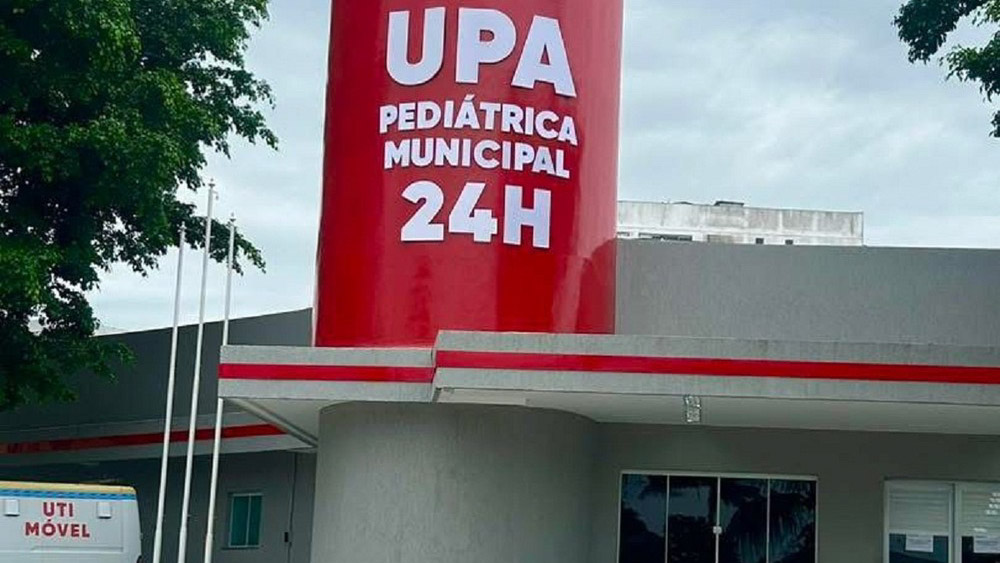 UPA
PEDIÁTRICA
MUNICIPAL
24H
UTI
MÓVEL